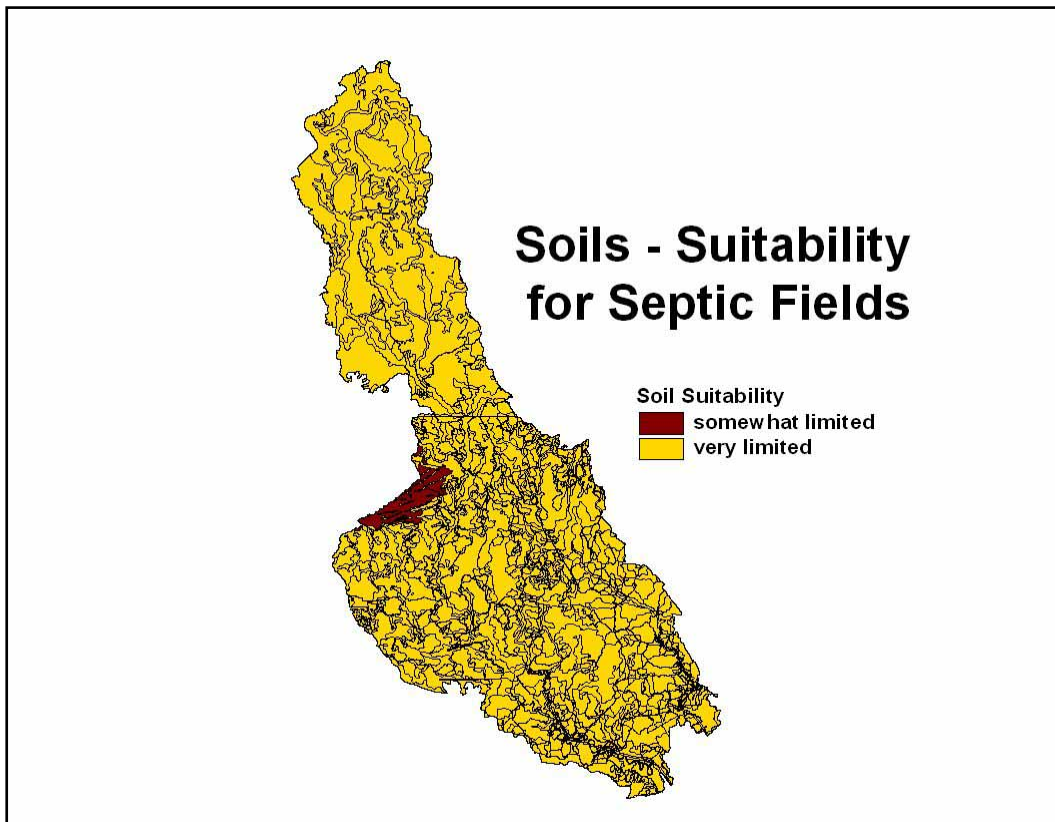 Soils - Suitability
for Septic Fields
Soil Suitability
somewhat limited
very limited